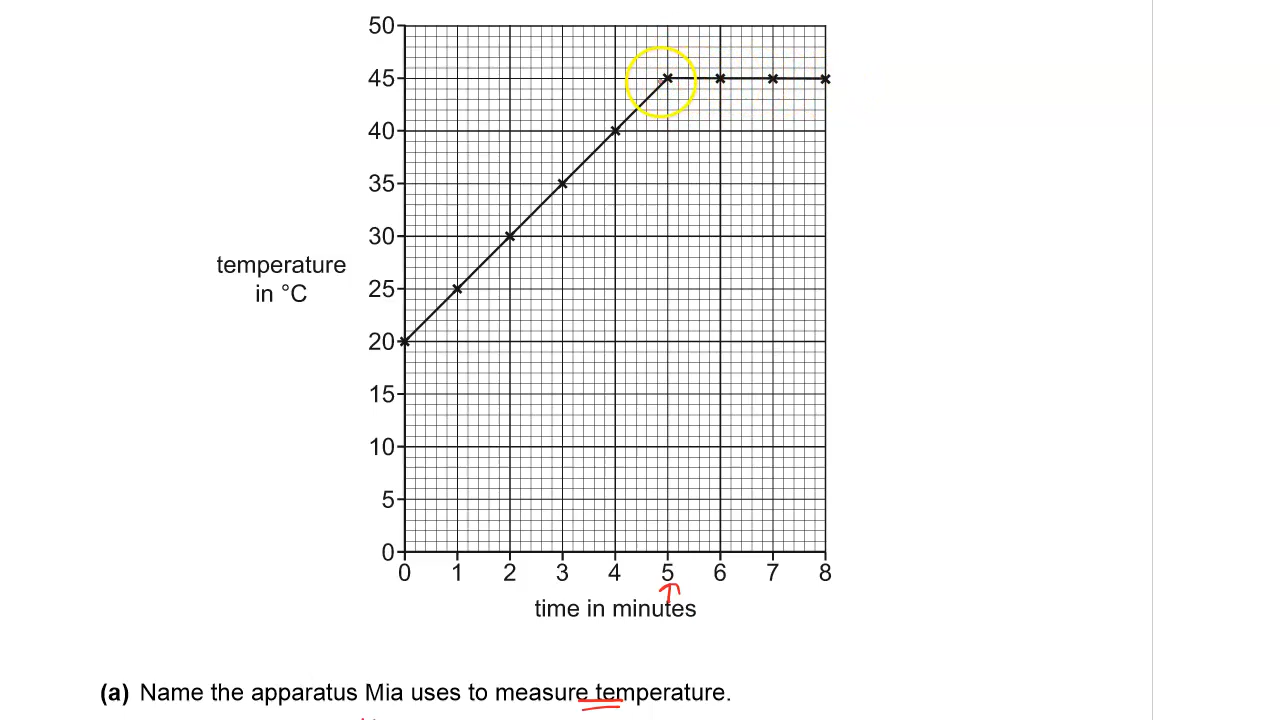 50
45
40
35
30
temperature
in °C
25
20
15
10
5
0
0 1 2 3 4 5 6 7 8
time in minutes
(a) Name the apparatus Mia uses to measure temperature.